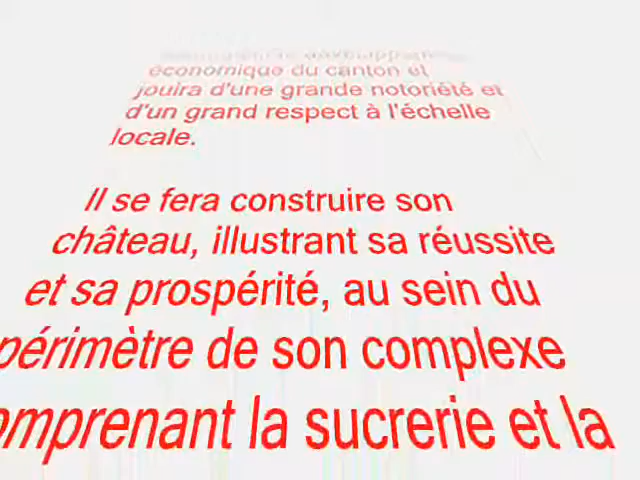 économique du canton et
jouira d'une grande notoriété et
d'un grand respect à l'échelle
locale.
Il se fera construire son
château, illustrant sa réussite
et sa prospérité, au sein du
périmètre de son complexe
la sucrerie et la